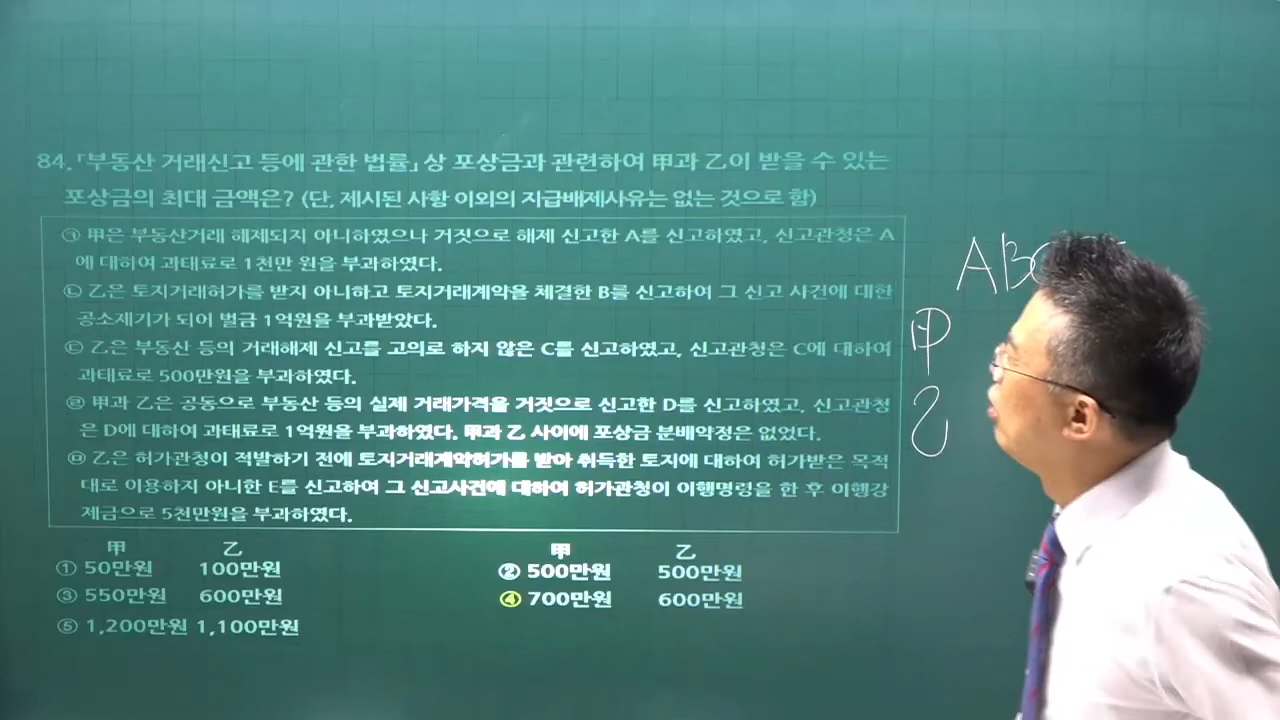 84.「부동산 거래신고 등에 관한 법률」상 포상금과 관련하여 甲과 乙이 받을 수 있는
포상금의 최대 금액은? (단, 제시된 사항 이외의 지급배제사유는 없는 것으로 함)
㉠ 甲은 부동산거래 해제되지 아니하였으나 거짓으로 해제 신고한 A를 신고하였고, 신고관청은 A
에 대하여 과태료로 1천만 원을 부과하였다.
㉡ 乙은 토지거래허가를 받지 아니하고 토지거래계약을 체결한 B를 신고하여 그 신고 사건에 대한
공소제기가 되어 벌금 1억원을 부과받았다.
㉢ 乙은 부동산 등의 거래해제 신고를 고의로 하지 않은 C를 신고하였고, 신고관청은 C에 대하여
과태료로 500만원을 부과하였다.
㉣ 甲과 乙은 공동으로 부동산 등의 실제 거래가격을 거짓으로 신고한 D를 신고하였고, 신고관청
은 D에 대하여 과태료로 1억원을 부과하였다. 甲과 乙 사이에 포상금 분배약정은 없었다.
㉤ 乙은 허가관청이 적발하기 전에 토지거래계약허가를 받아 취득한 토지에 대하여 허가받은 목적
대로 이용하지 아니한 E를 신고하여 그 신고사건에 대하여 허가관청이 이행명령을 한 후 이행강
제금으로 5천만원을 부과하였다.
甲 乙 甲 乙
① 50만원 100만원 ② 500만원 500만원
③ 550만원 600만원 ④ 700만원 600만원
⑤ 1,200만원 1,100만원
AB
甲
乙